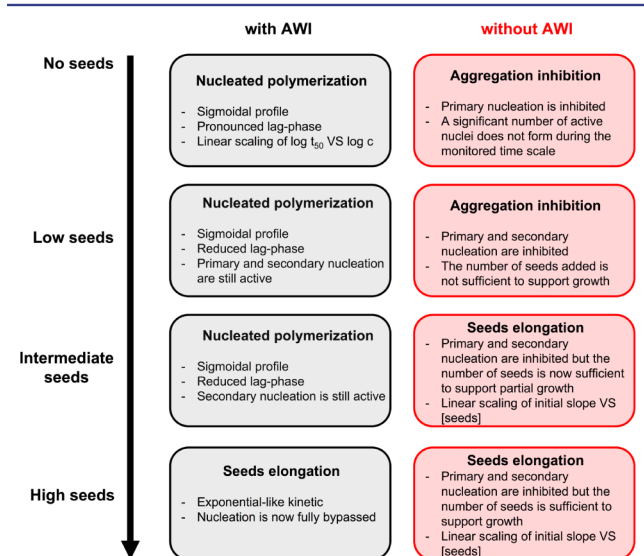 with AWI
without AWI
No seeds
Nucleated polymerization
- Sigmoidal profile
- Pronounced lag-phase
- Linear scaling of log t50 VS log c
Aggregation inhibition
- Primary nucleation is inhibited
- A significant number of active
nuclei does not form during the
monitored time scale
Low seeds
Nucleated polymerization
- Sigmoidal profile
- Reduced lag-phase
- Primary and secondary nucleation
are still active
Aggregation inhibition
- Primary and secondary
nucleation are inhibited
- The number of seeds added is
not sufficient to support growth
Intermediate
seeds
Nucleated polymerization
- Sigmoidal profile
- Reduced lag-phase
- Secondary nucleation is still active
Seeds elongation
- Primary and secondary
nucleation are inhibited but the
number of seeds is now sufficient
to support partial growth
- Linear scaling of initial slope VS
[seeds]
High seeds
Seeds elongation
- Exponential-like kinetic
- Nucleation is now fully bypassed
Seeds elongation
- Primary and secondary
nucleation are inhibited but the
number of seeds is sufficient to
support growth
- Linear scaling of initial slope VS
[seeds]